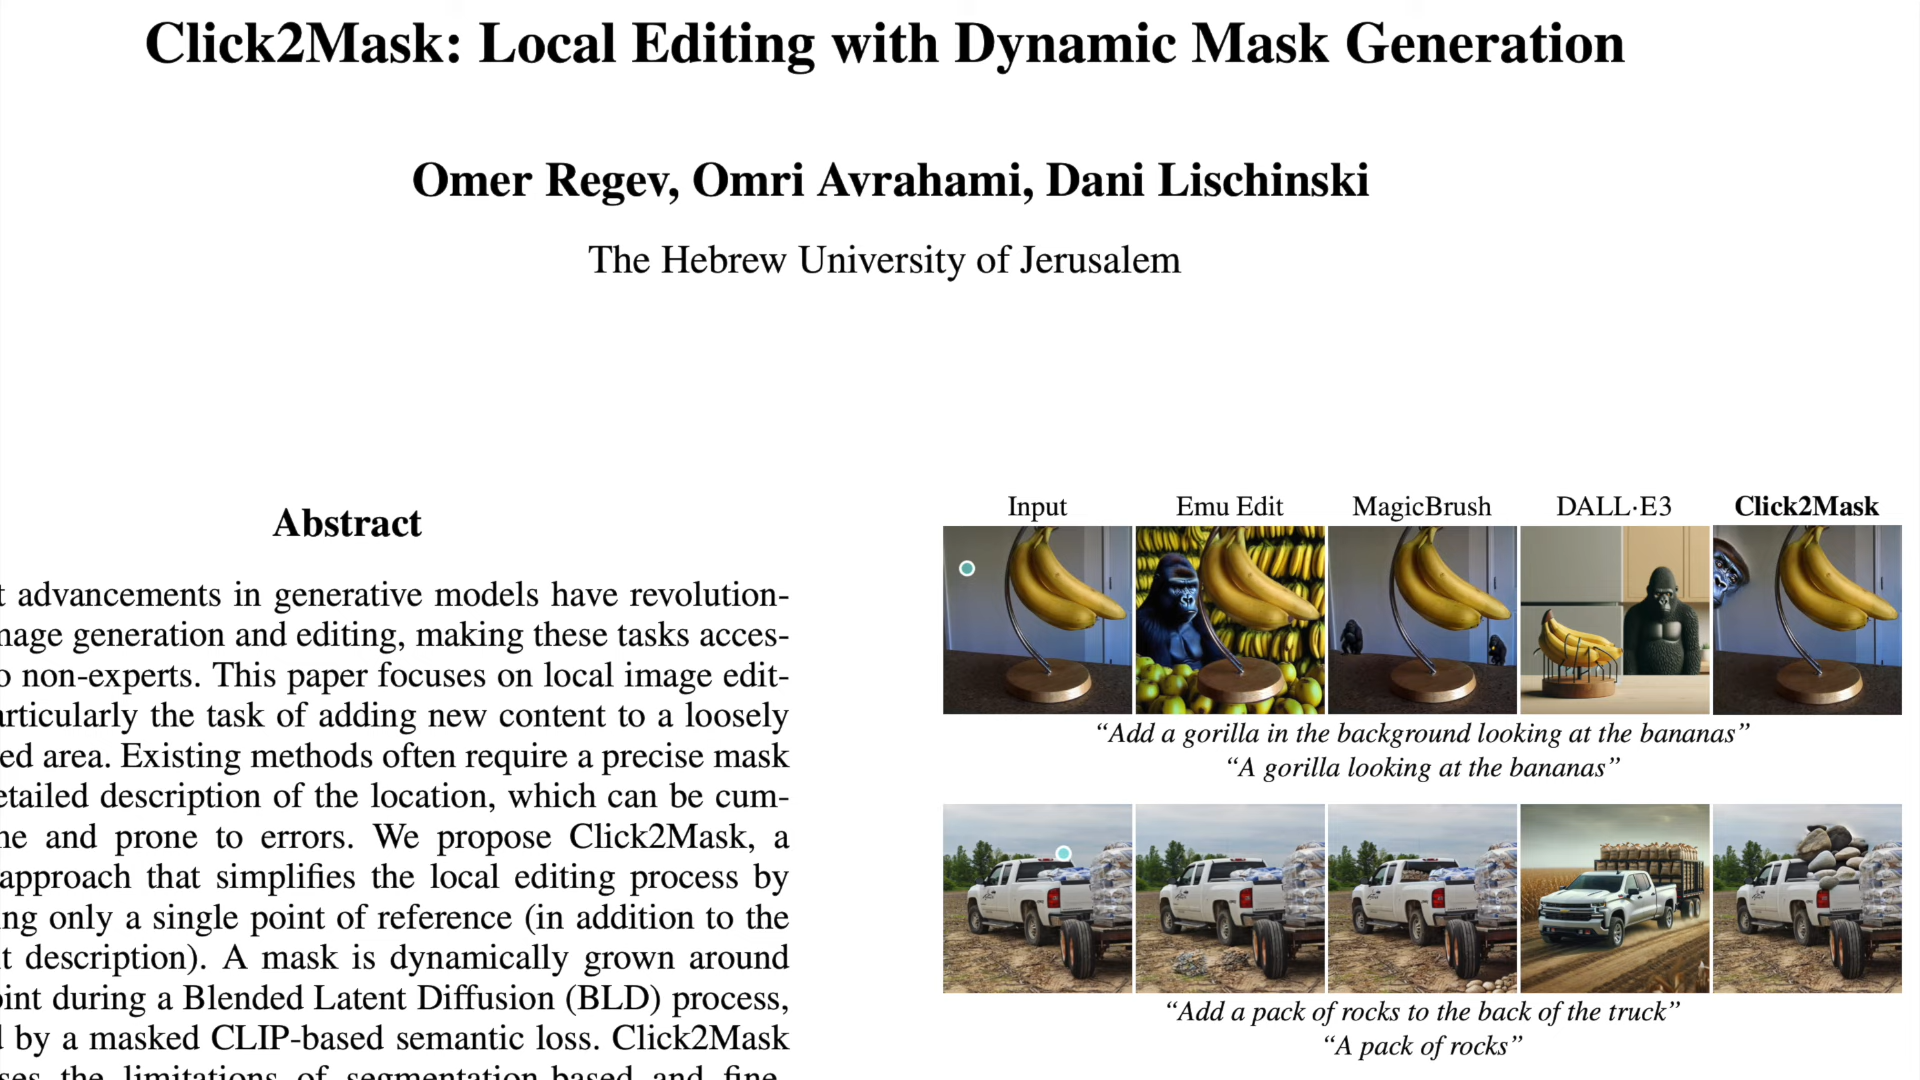 Click2Mask: Local Editing with Dynamic Mask Generation
Omer Regev, Omri Avrahami, Dani Lischinski
The Hebrew University of Jerusalem
Abstract
advancements in generative models have revolution-
generation and editing, making these tasks acces-
non-experts. This paper focuses on local image edit-
the task of adding new content to a loosely
area. Existing methods often require a precise mask
description of the location, which can be cum-
and prone to errors. We propose Click2Mask, a
approach that simplifies the local editing process by
only a single point of reference (in addition to the
description). A mask is dynamically grown around
during a Blended Latent Diffusion (BLD) process,
by a masked CLIP-based semantic loss. Click2Mask
the limitations of segmentation-based and fine-
Input Emu Edit MagicBrush DALL·E3 Click2Mask
“Add a gorilla in the background looking at the bananas”
“A gorilla looking at the bananas”
“Add a pack of rocks to the back of the truck”
“A pack of rocks”